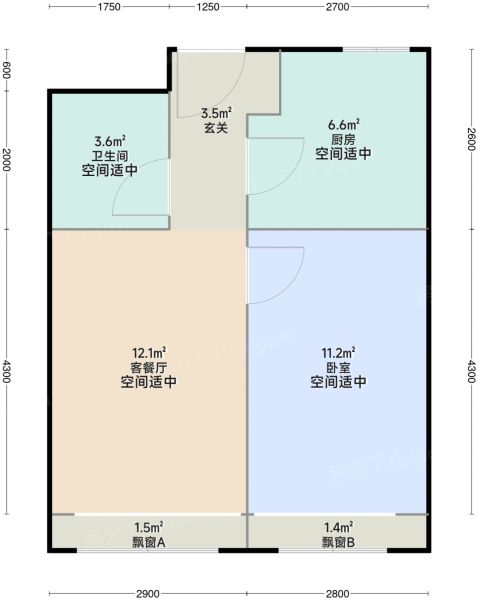 1750 1250 2700
600
2000
4300
2600
4300
3.5㎡
玄关
3.6㎡
卫生间
空间适中
6.6㎡
厨房
空间适中
12.1㎡
客餐厅
空间适中
11.2㎡
卧室
空间适中
1.5㎡
飘窗A
1.4㎡
飘窗B
2900 2800